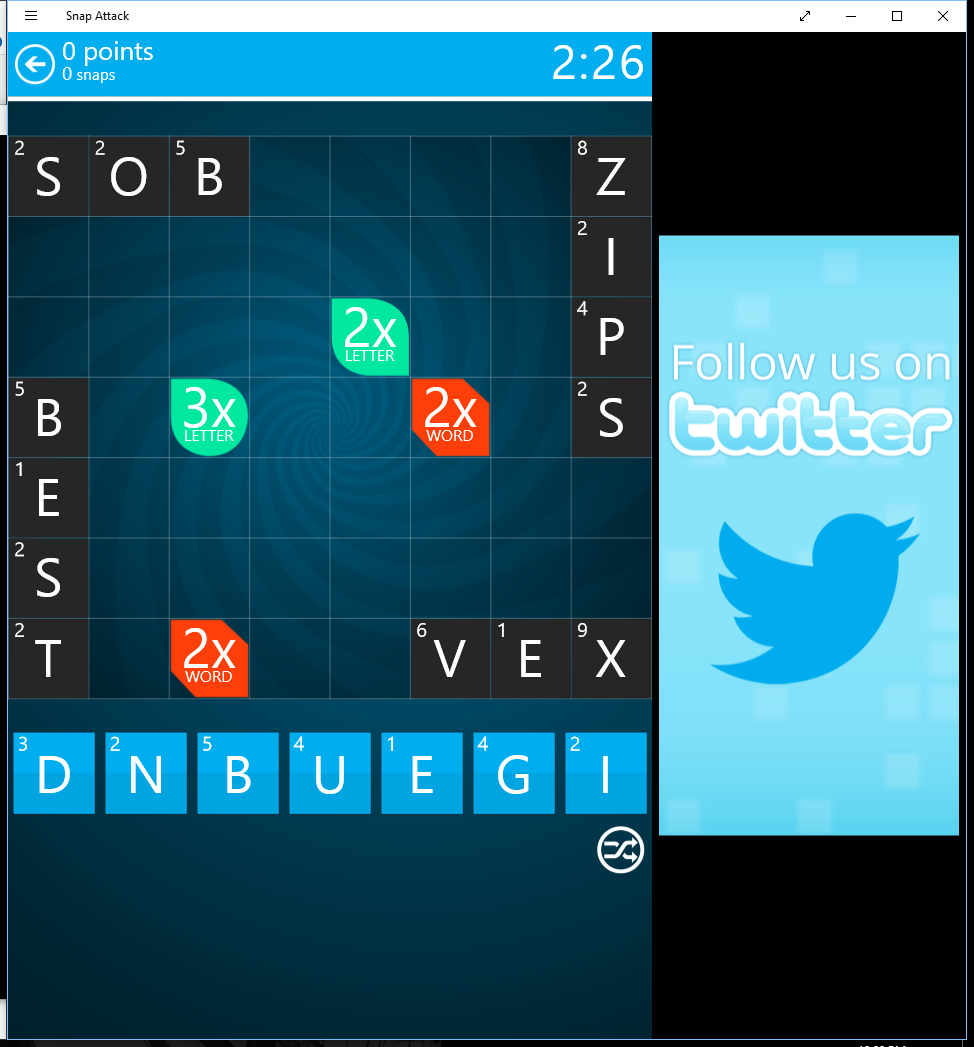 Snap Attack
0 points
0 snaps
2:26
2 S 2 O 5 B 8 Z
2 I
2x LETTER 4 P
5 B 3x LETTER 2x WORD 2 S
1 E
2 S
2 T 2x WORD 6 V 1 E 9 X
3 D 2 N 5 B 4 U 1 E 4 G 2 I
Follow us on
twitter